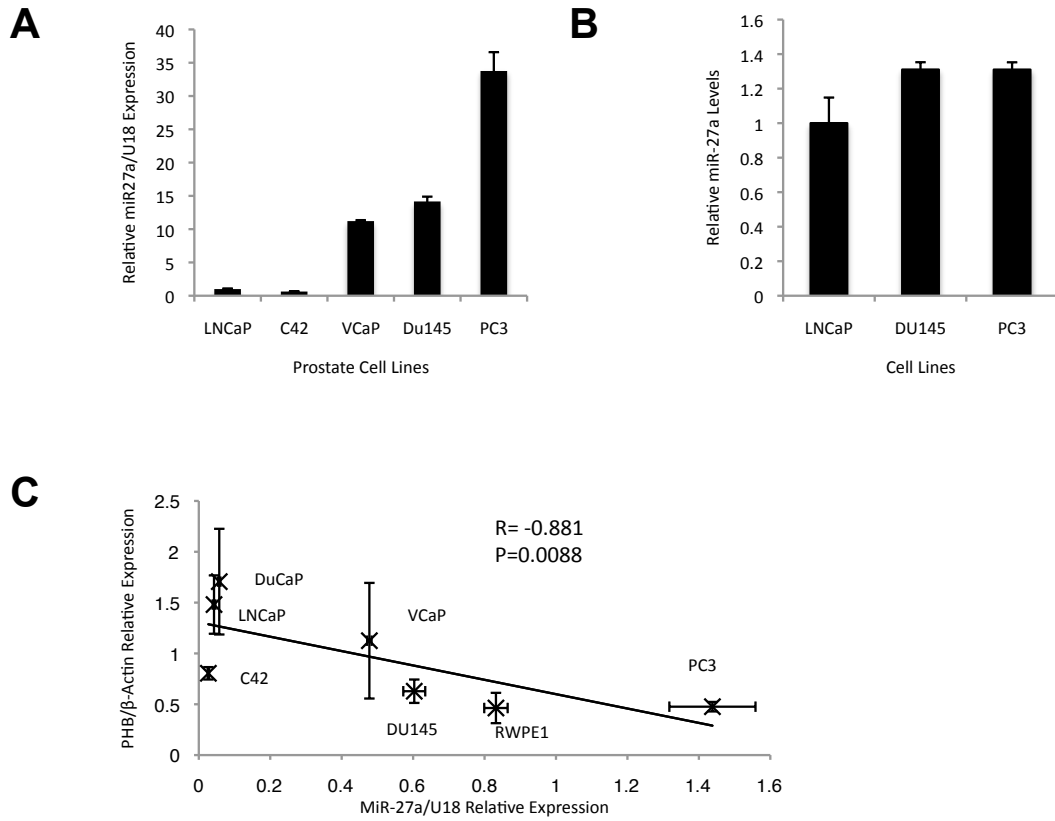 A
Relative miR27a/U18 Expression
40
35
30
25
20
15
10
5
0
LNCaP
C42
VCaP
Du145
PC3
Prostate Cell Lines
B
Relative miR-27a Levels
1.6
1.4
1.2
1
0.8
0.6
0.4
0.2
0
LNCaP
DU145
PC3
Cell Lines
C
PHB/β-Actin Relative Expression
2.5
2
1.5
1
0.5
0
R= -0.881
P=0.0088
DuCaP
LNCaP
C42
VCaP
DU145
RWPE1
PC3
0
0.2
0.4
0.6
0.8
1
1.2
1.4
1.6
MiR-27a/U18 Relative Expression